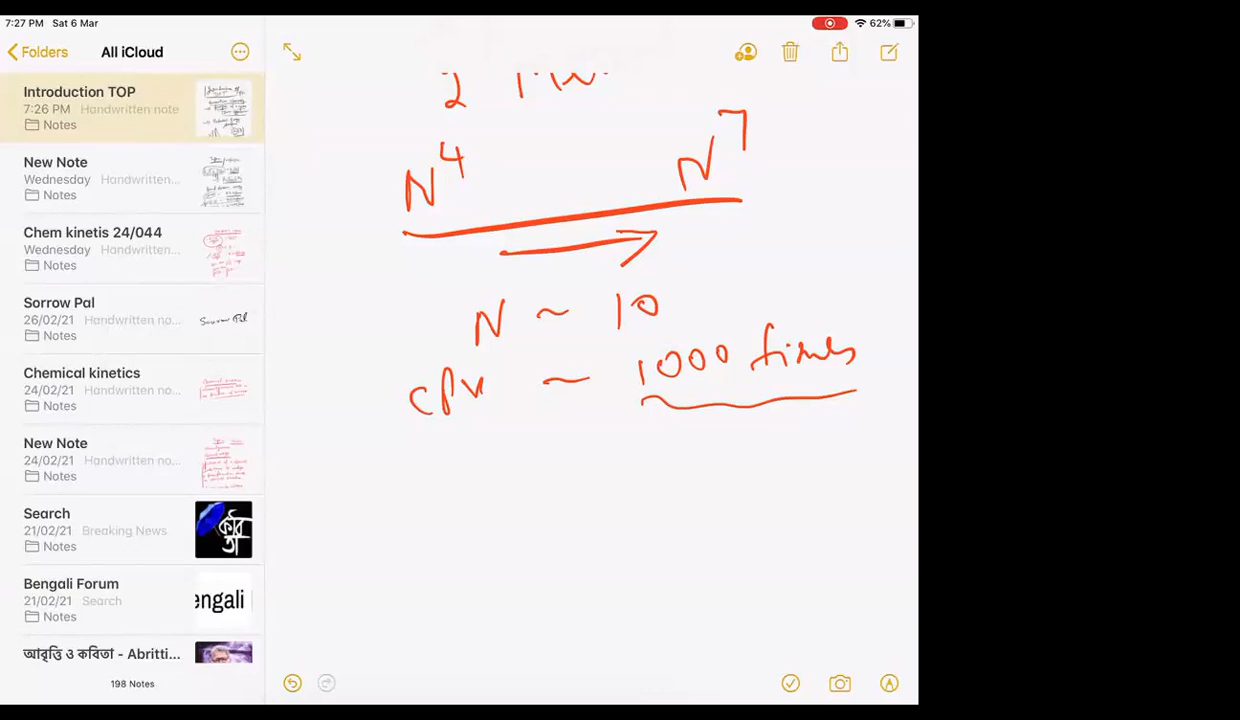 7:27 PM Sat 6 Mar
62%
Folders
All iCloud
Introduction TOP
7:26 PM Handwritten note
Notes
New Note
Wednesday Handwritten...
Notes
Chem kinetis 24/044
Wednesday Handwritten...
Notes
Sorrow Pal
26/02/21 Handwritten no...
Notes
Chemical kinetics
24/02/21 Handwritten no...
Notes
New Note
24/02/21 Handwritten no...
Notes
Search
21/02/21 Breaking News
Notes
কবি
তা
Bengali Forum
21/02/21 Search
Notes
engali
আবৃত্তি ও কবিতা - Abritti...
198 Notes
2
N⁴ N⁷
N ~ 10
CPU ~ 1000 times